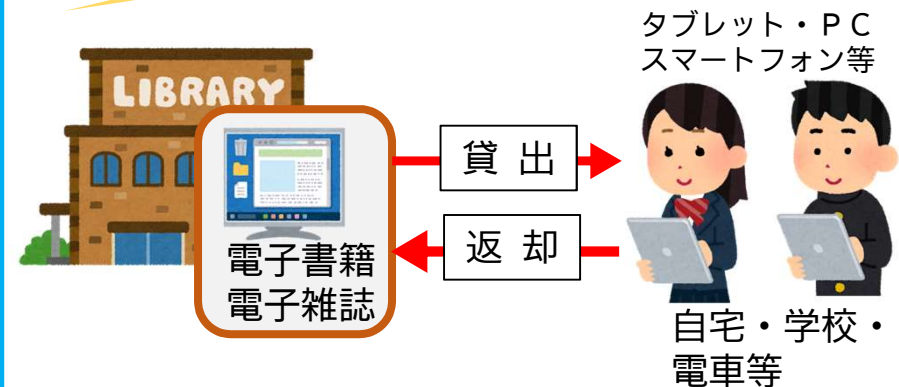 タブレット・ＰＣ
スマートフォン等
LIBRARY
貸 出
返 却
電子書籍
電子雑誌
自宅・学校・
電車等